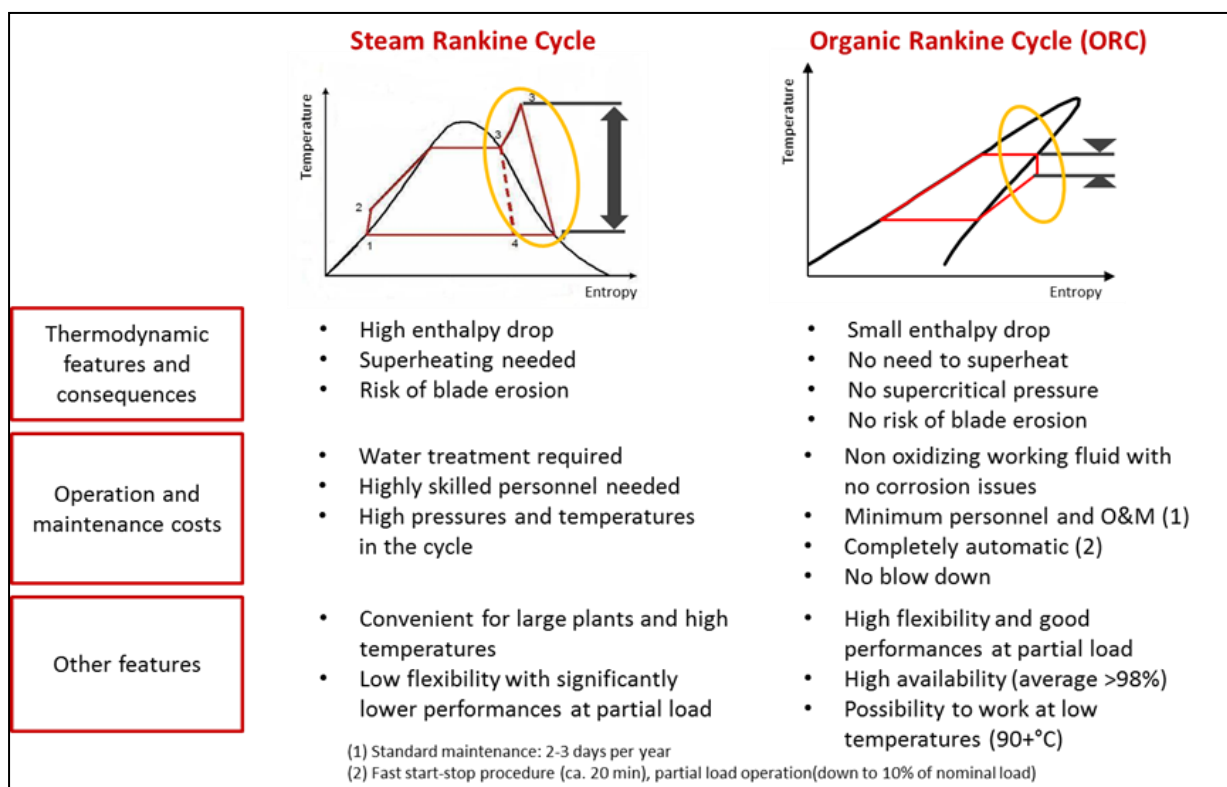 Steam Rankine Cycle
Temperature
3
3
2
1
4
Entropy
Organic Rankine Cycle (ORC)
Temperature
Entropy
Thermodynamic
features and
consequences
• High enthalpy drop
• Superheating needed
• Risk of blade erosion
• Small enthalpy drop
• No need to superheat
• No supercritical pressure
• No risk of blade erosion
Operation and
maintenance costs
• Water treatment required
• Highly skilled personnel needed
• High pressures and temperatures
in the cycle
• Non oxidizing working fluid with
no corrosion issues
• Minimum personnel and O&M (1)
• Completely automatic (2)
• No blow down
Other features
• Convenient for large plants and high
temperatures
• Low flexibility with significantly
lower performances at partial load
• High flexibility and good
performances at partial load
• High availability (average >98%)
• Possibility to work at low
temperatures (90+°C)
(1) Standard maintenance: 2-3 days per year
(2) Fast start-stop procedure (ca. 20 min), partial load operation(down to 10% of nominal load)